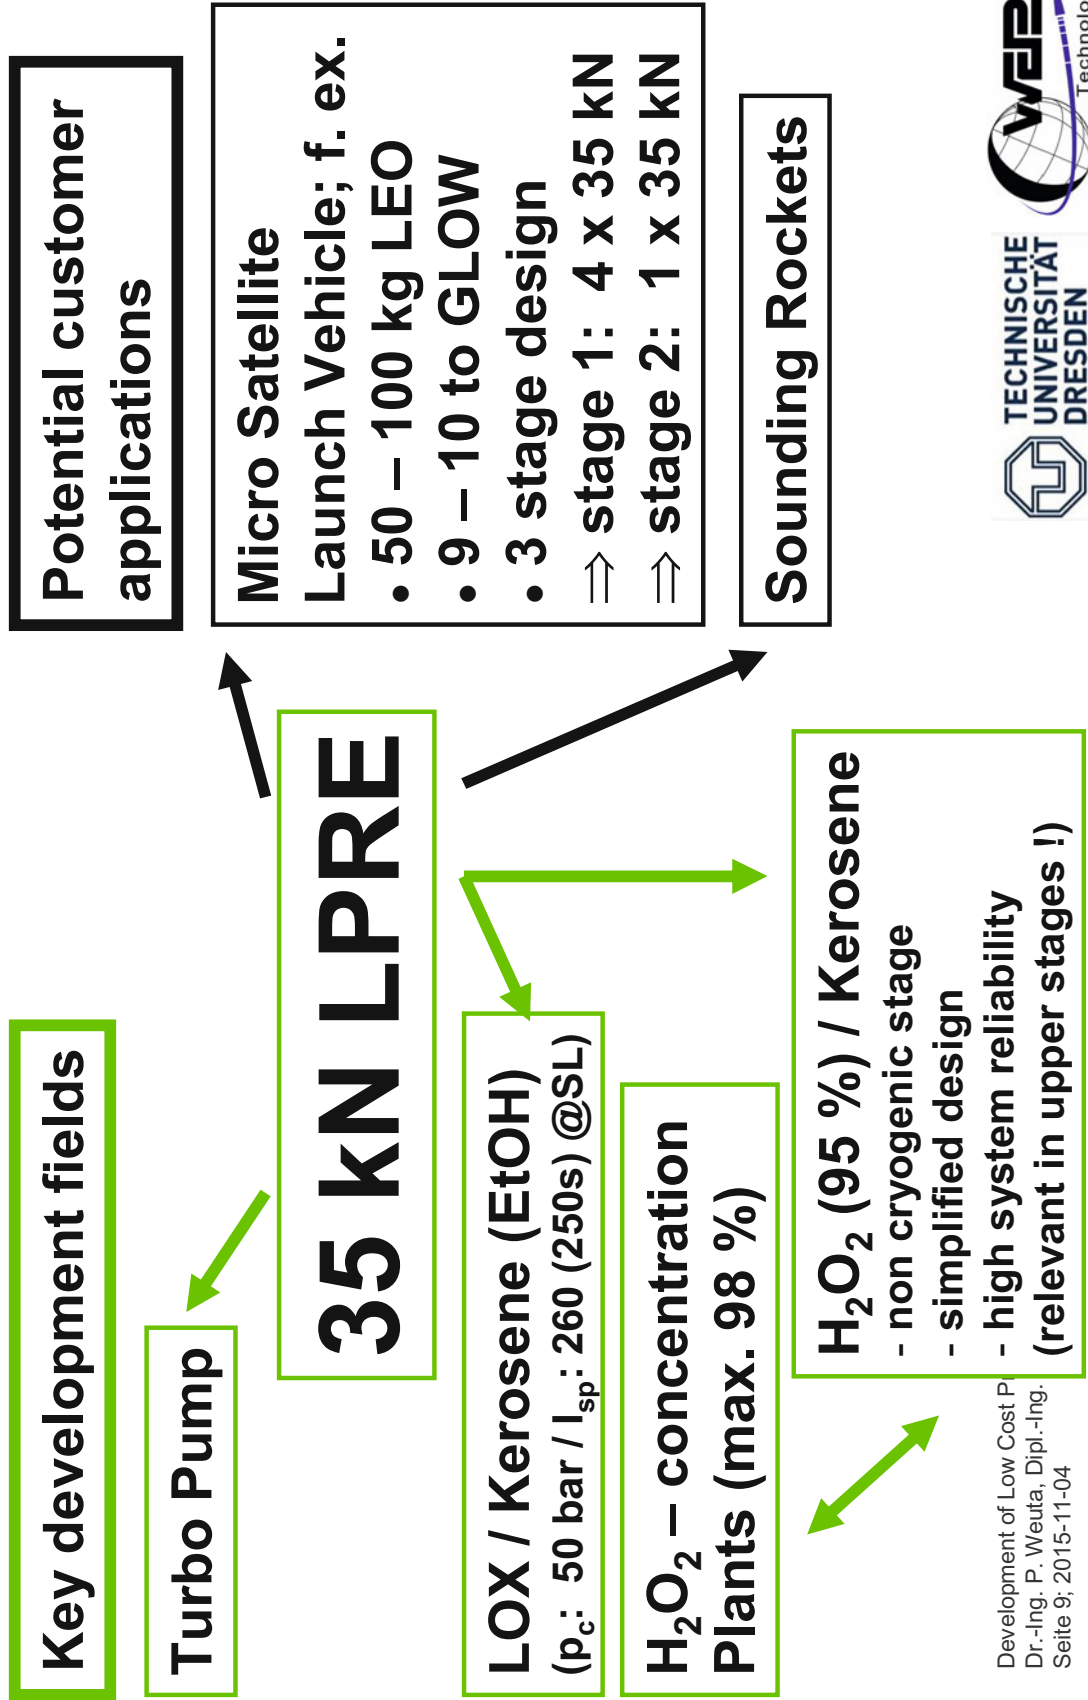 Key development fields
Potential customer
applications
Turbo Pump
35 kN LPRE
Micro Satellite
Launch Vehicle; f. ex.
• 50 – 100 kg LEO
• 9 – 10 to GLOW
• 3 stage design
⇒ stage 1: 4 x 35 kN
⇒ stage 2: 1 x 35 kN
LOX / Kerosene (EtOH)
(pc: 50 bar / Isp: 260 (250s) @SL)
H2O2 – concentration
Plants (max. 98 %)
H2O2 (95 %) / Kerosene
- non cryogenic stage
- simplified design
- high system reliability
(relevant in upper stages !)
Sounding Rockets
Development of Low Cost
Dr.-Ing. P. Weuta, Dipl.-Ing.
Seite 9; 2015-11-04
TECHNISCHE
UNIVERSITÄT
DRESDEN